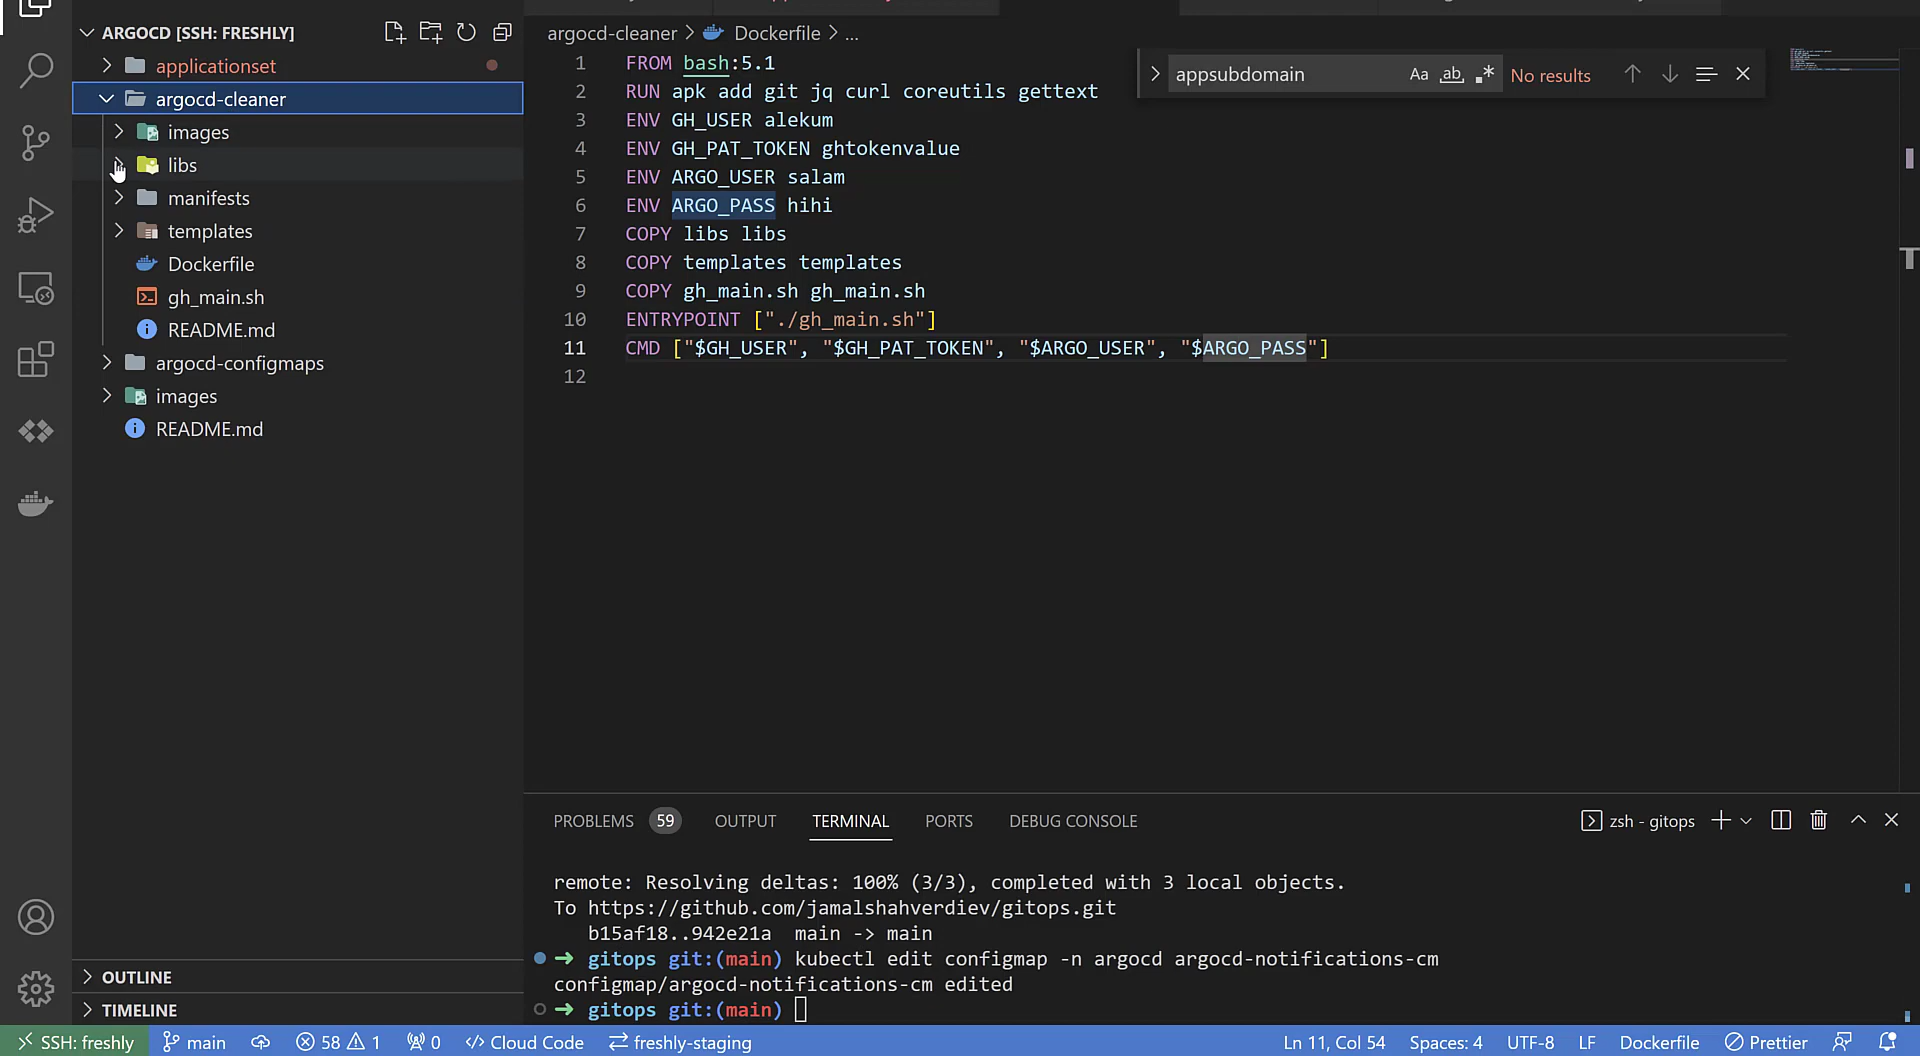 ARGOCD [SSH: FRESHLY]
applicationset
argocd-cleaner
images
libs
manifests
templates
Dockerfile
gh_main.sh
README.md
argocd-configmaps
images
README.md
OUTLINE
TIMELINE
argocd-cleaner > Dockerfile > ...
appsubdomain Aa ab No results
1 FROM bash:5.1
2 RUN apk add git jq curl coreutils gettext
3 ENV GH_USER alekum
4 ENV GH_PAT_TOKEN ghtokenvalue
5 ENV ARGO_USER salam
6 ENV ARGO_PASS hihi
7 COPY libs libs
8 COPY templates templates
9 COPY gh_main.sh gh_main.sh
10 ENTRYPOINT ["./gh_main.sh"]
11 CMD ["$GH_USER", "$GH_PAT_TOKEN", "$ARGO_USER", "$ARGO_PASS"]
12
PROBLEMS 59 OUTPUT TERMINAL PORTS DEBUG CONSOLE zsh - gitops
remote: Resolving deltas: 100% (3/3), completed with 3 local objects.
To https://github.com/jamalshahverdiev/gitops.git
b15af18..942e21a main -> main
➜ gitops git:(main) kubectl edit configmap -n argocd argocd-notifications-cm
configmap/argocd-notifications-cm edited
➜ gitops git:(main)
SSH: freshly main 58 1 0 </> Cloud Code freshly-staging Ln 11, Col 54 Spaces: 4 UTF-8 LF Dockerfile Prettier